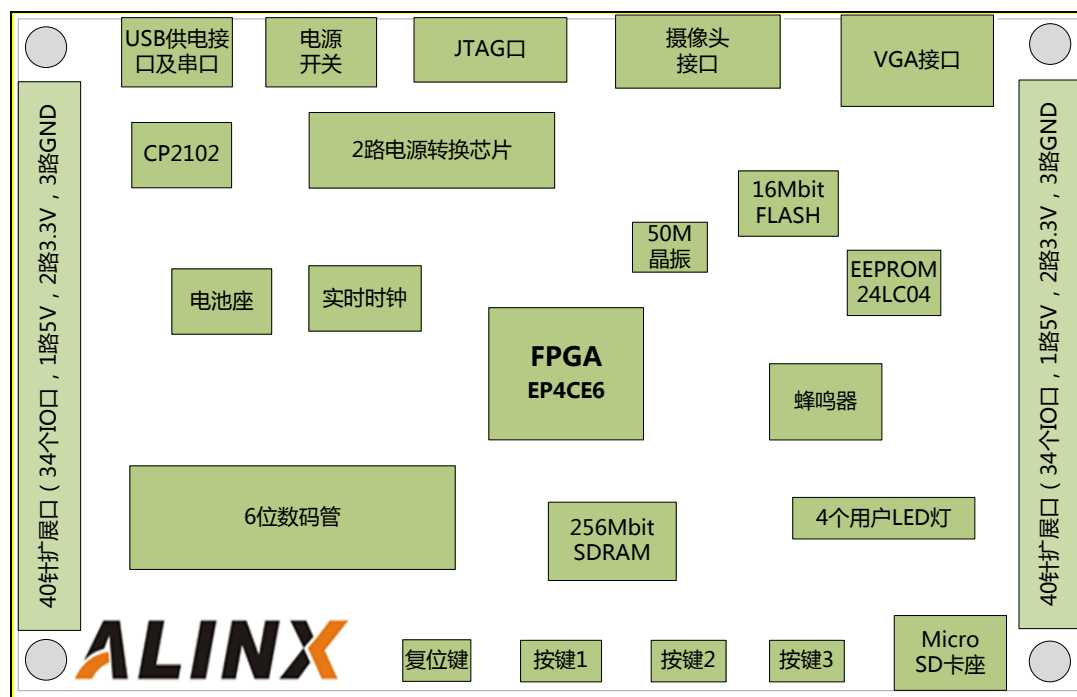 USB供电接
口及串口
电源
开关
JTAG口
摄像头
接口
VGA接口
40针扩展口（34个IO口，1路5V，2路3.3V，3路GND
CP2102
2路电源转换芯片
16Mbit
FLASH
50M
晶振
EEPROM
24LC04
电池座
实时时钟
FPGA
EP4CE6
蜂鸣器
6位数码管
256Mbit
SDRAM
4个用户LED灯
40针扩展口（34个IO口，1路5V，2路3.3V，3路GND
ALINX
复位键
按键1
按键2
按键3
Micro
SD卡座